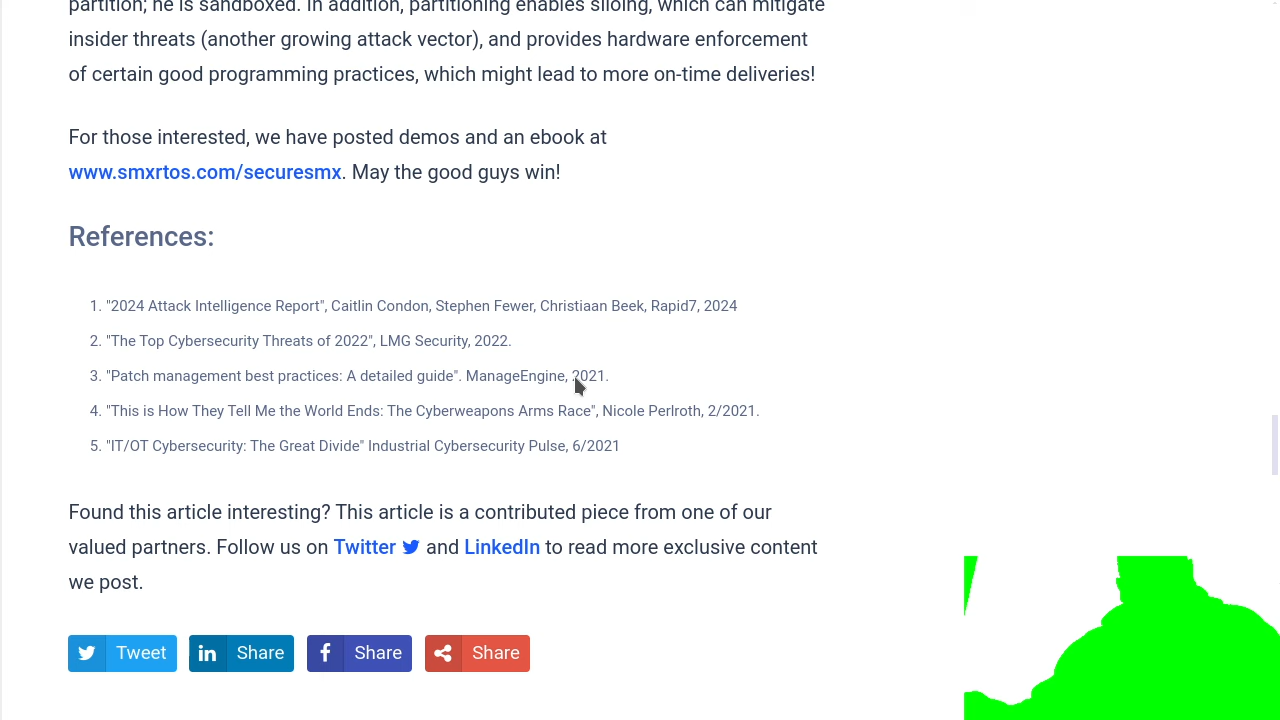 partition; he is sandboxed. In addition, partitioning enables siloing, which can mitigate
insider threats (another growing attack vector), and provides hardware enforcement
of certain good programming practices, which might lead to more on-time deliveries!
For those interested, we have posted demos and an ebook at
www.smxrtos.com/securesmx. May the good guys win!
References:
1. "2024 Attack Intelligence Report", Caitlin Condon, Stephen Fewer, Christiaan Beek, Rapid7, 2024
2. "The Top Cybersecurity Threats of 2022", LMG Security, 2022.
3. "Patch management best practices: A detailed guide". ManageEngine, 2021.
4. "This is How They Tell Me the World Ends: The Cyberweapons Arms Race", Nicole Perlroth, 2/2021.
5. "IT/OT Cybersecurity: The Great Divide" Industrial Cybersecurity Pulse, 6/2021
Found this article interesting? This article is a contributed piece from one of our
valued partners. Follow us on Twitter and LinkedIn to read more exclusive content
we post.
Tweet Share Share Share